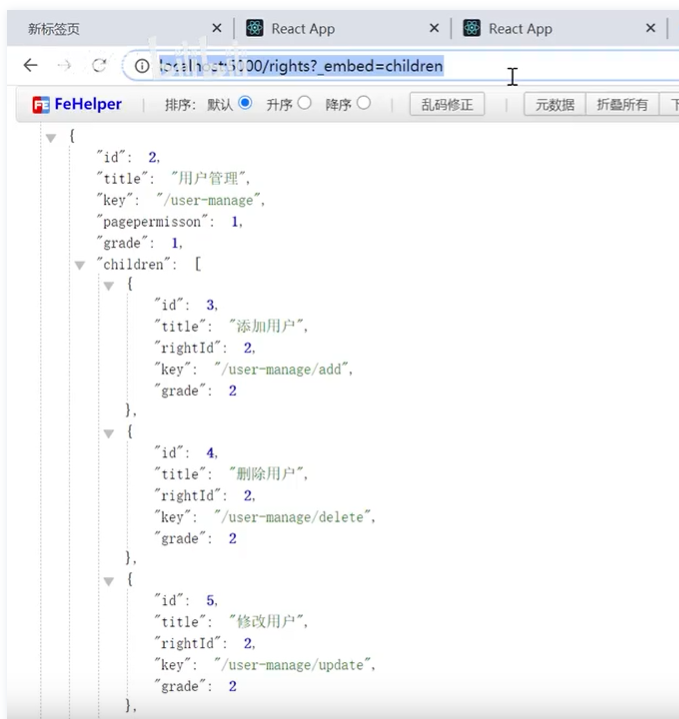 新标签页
React App
React App
localhost:5000/rights?_embed=children
FeHelper
排序: 默认 升序 降序
乱码修正
元数据
折叠所有
{
"id": 2,
"title": "用户管理",
"key": "/user-manage",
"pagepermisson": 1,
"grade": 1,
"children": [
{
"id": 3,
"title": "添加用户",
"rightId": 2,
"key": "/user-manage/add",
"grade": 2
},
{
"id": 4,
"title": "删除用户",
"rightId": 2,
"key": "/user-manage/delete",
"grade": 2
},
{
"id": 5,
"title": "修改用户",
"rightId": 2,
"key": "/user-manage/update",
"grade": 2
},